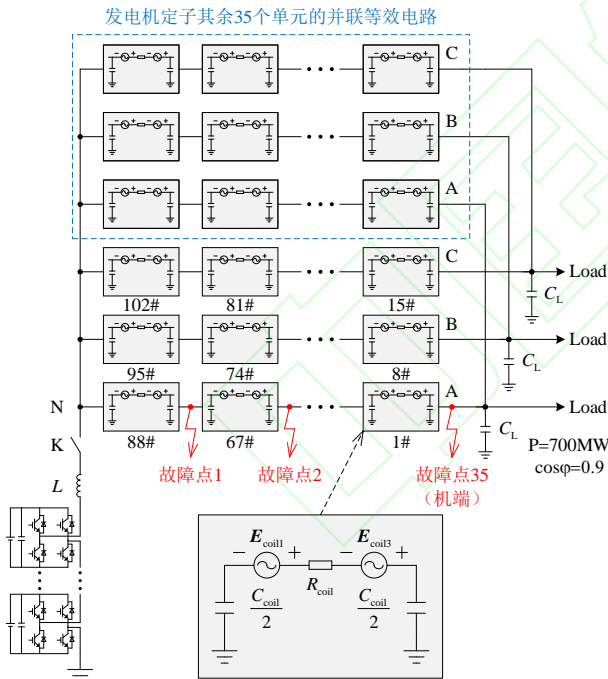 发电机定子其余35个单元的并联等效电路
C
B
A
C
102# 81# 15#
Load
C_L
B
95# 74# 8#
Load
C_L
N
A
88# 67# 1#
Load
C_L
K
故障点1
故障点2
故障点35
(机端)
P=700MW
cosφ=0.9
L
E_coil1
E_coil3
− + − +
R_coil
C_coil/2
C_coil/2